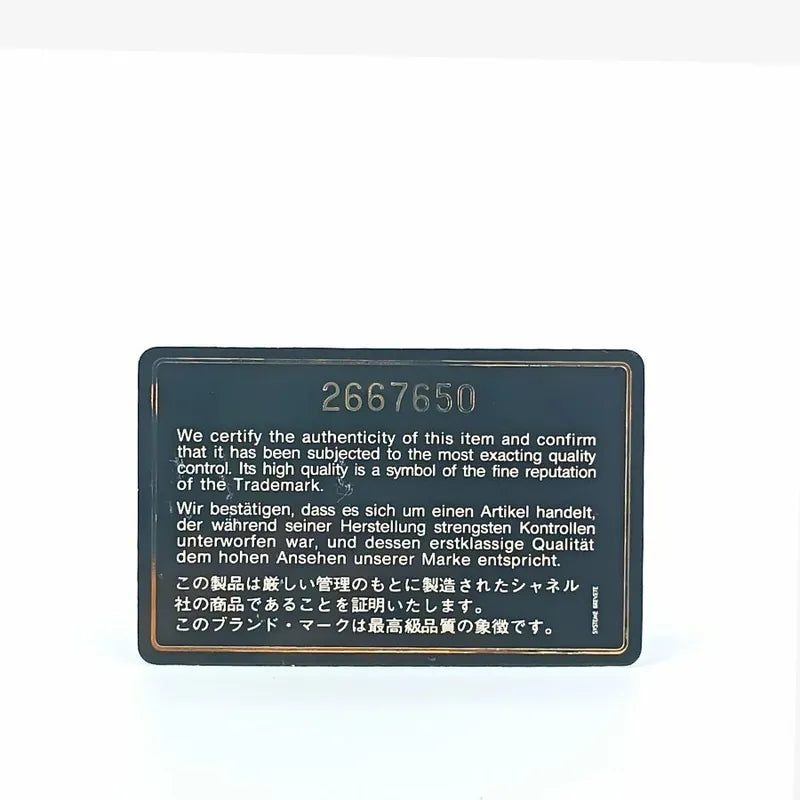 2667650
We certify the authenticity of this item and confirm
that it has been subjected to the most exacting quality
control. Its high quality is a symbol of the fine reputation
of the Trademark.
Wir bestätigen, dass es sich um einen Artikel handelt,
der während seiner Herstellung strengsten Kontrollen
unterworfen war, und dessen erstklassige Qualität
dem hohen Ansehen unserer Marke entspricht.
この製品は厳しい管理のもとに製造されたシャネル
社の商品であることを証明いたします。
このブランド・マークは最高級品質の象徴です。
SYSTEME BREVETE